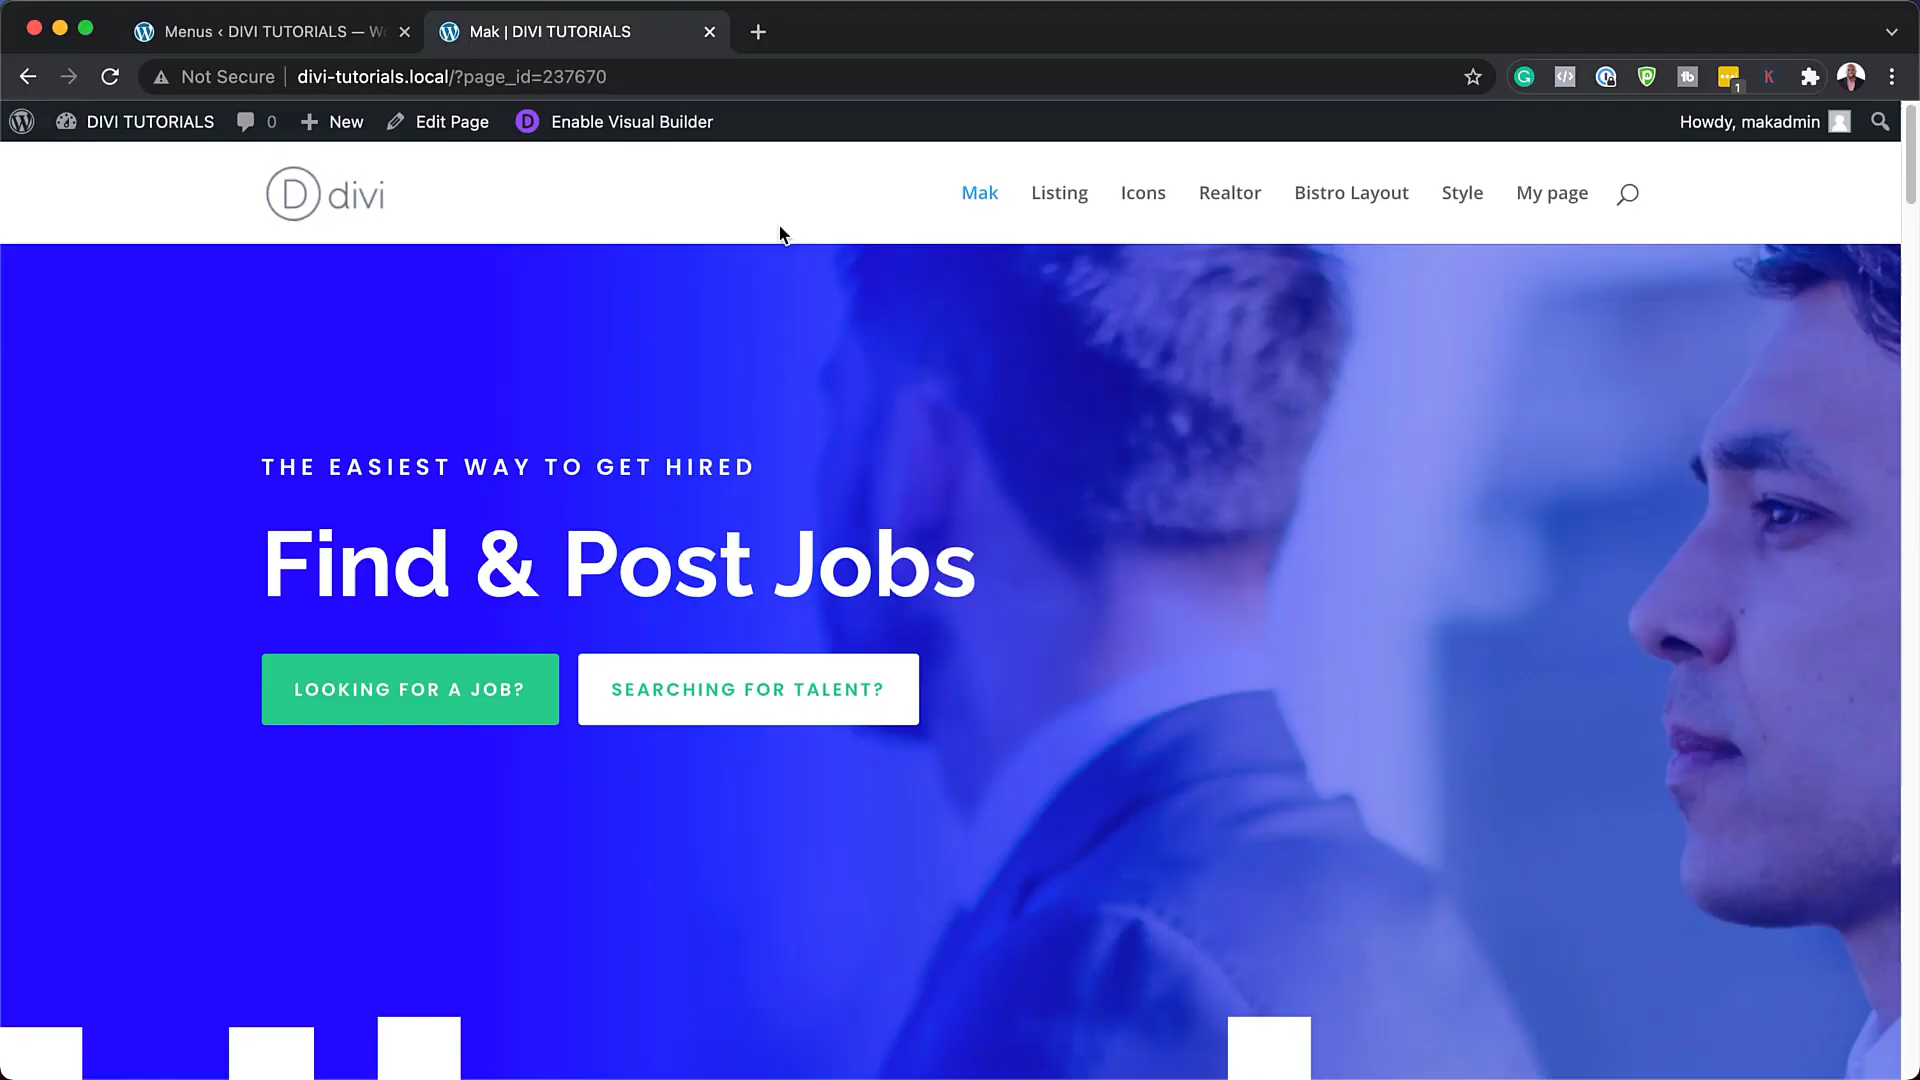 Menus ‹ DIVI TUTORIALS — Wo
Mak | DIVI TUTORIALS
Not Secure
divi-tutorials.local/?page_id=237670
1
DIVI TUTORIALS
0
New
Edit Page
D
Enable Visual Builder
Howdy, makadmin
D divi
Mak
Listing
Icons
Realtor
Bistro Layout
Style
My page
THE EASIEST WAY TO GET HIRED
Find & Post Jobs
LOOKING FOR A JOB?
SEARCHING FOR TALENT?